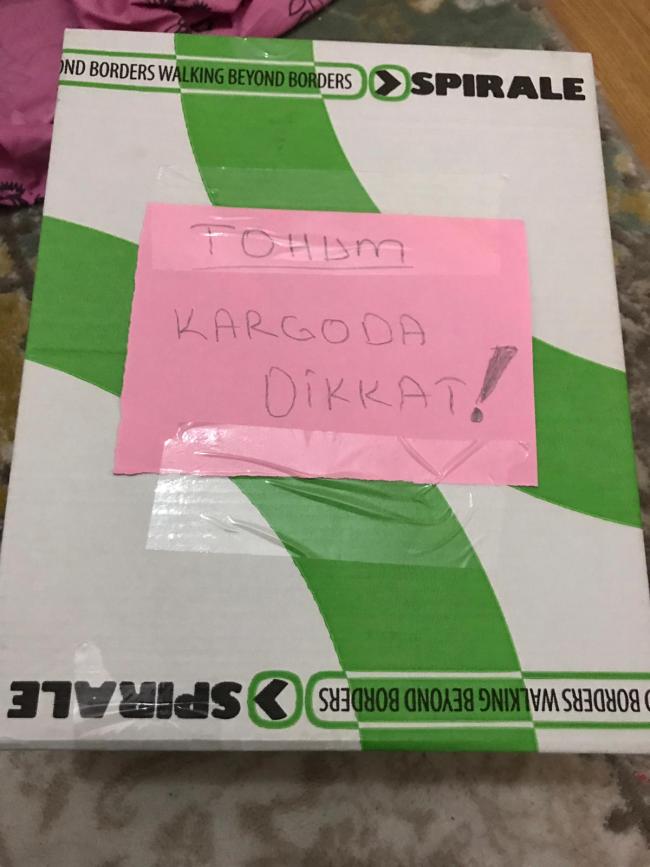 OND BORDERS WALKING BEYOND BORDERS SPIRALE
TOHUM
KARGODA
DİKKAT!
SPIRALE BORDERS WALKING BEYOND BORDERS